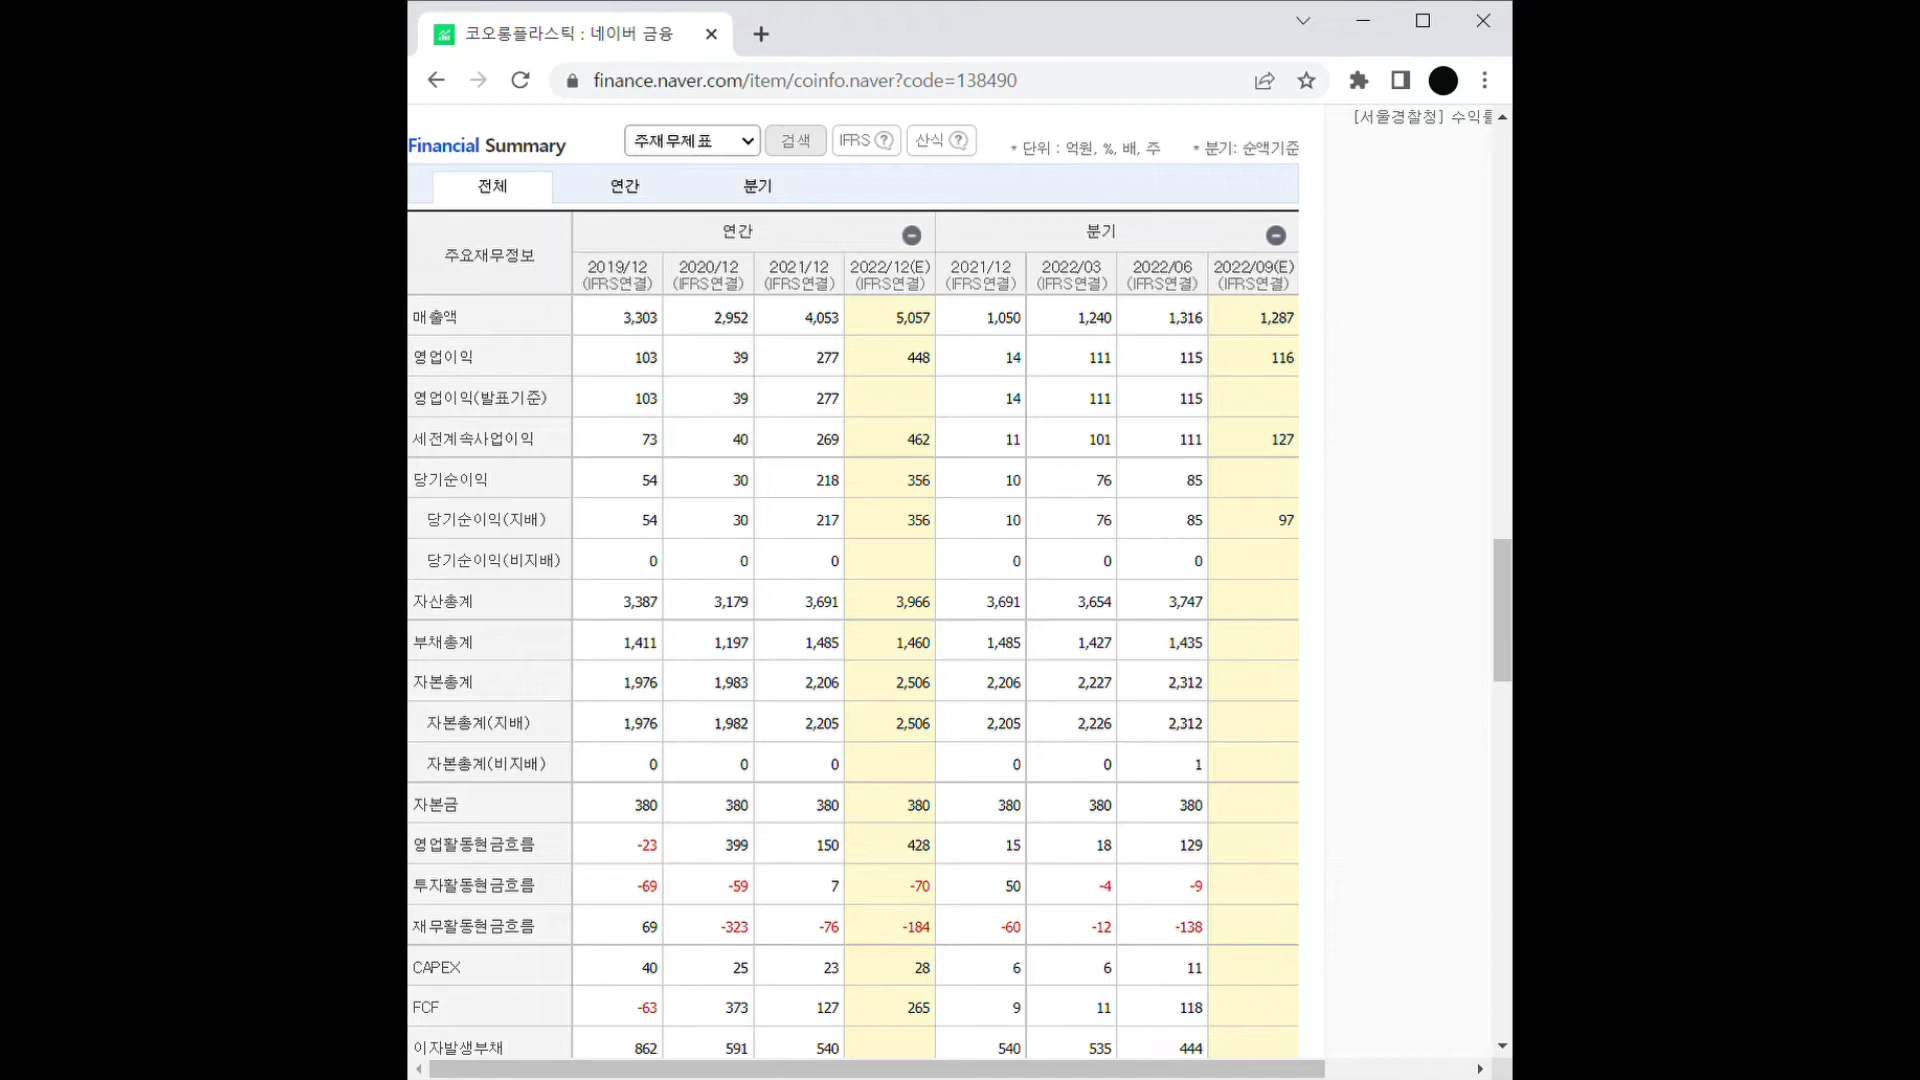 코오롱플라스틱 : 네이버 금융
finance.naver.com/item/coinfo.naver?code=138490
[서울경찰청] 수익률
Financial Summary 주재무제표 검색 IFRS ? 산식 ? * 단위 : 억원, %, 배, 주 * 분기: 순액기준
전체 연간 분기
주요재무정보 연간 분기
2019/12 2020/12 2021/12 2022/12(E) 2021/12 2022/03 2022/06 2022/09(E)
(IFRS연결) (IFRS연결) (IFRS연결) (IFRS연결) (IFRS연결) (IFRS연결) (IFRS연결) (IFRS연결)
매출액 3,303 2,952 4,053 5,057 1,050 1,240 1,316 1,287
영업이익 103 39 277 448 14 111 115 116
영업이익(발표기준) 103 39 277 14 111 115
세전계속사업이익 73 40 269 462 11 101 111 127
당기순이익 54 30 218 356 10 76 85
당기순이익(지배) 54 30 217 356 10 76 85 97
당기순이익(비지배) 0 0 0 0 0 0
자산총계 3,387 3,179 3,691 3,966 3,691 3,654 3,747
부채총계 1,411 1,197 1,485 1,460 1,485 1,427 1,435
자본총계 1,976 1,983 2,206 2,506 2,206 2,227 2,312
자본총계(지배) 1,976 1,982 2,205 2,506 2,205 2,226 2,312
자본총계(비지배) 0 0 0 0 0 1
자본금 380 380 380 380 380 380 380
영업활동현금흐름 -23 399 150 428 15 18 129
투자활동현금흐름 -69 -59 7 -70 50 -4 -9
재무활동현금흐름 69 -323 -76 -184 -60 -12 -138
CAPEX 40 25 23 28 6 6 11
FCF -63 373 127 265 9 11 118
이자발생부채 862 591 540 540 535 444